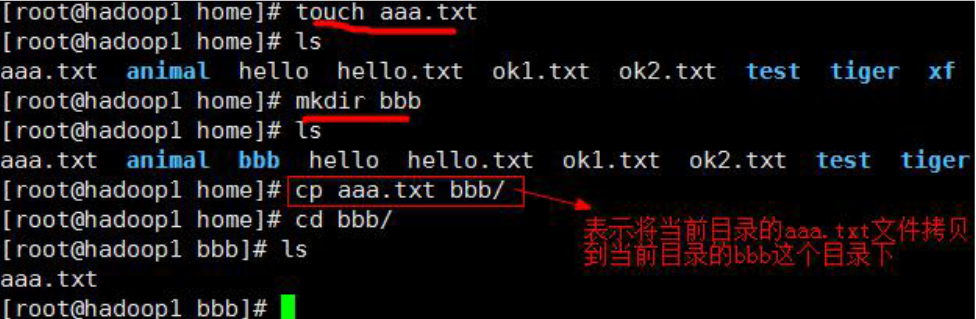 [root@hadoop1 home]# touch aaa.txt
[root@hadoop1 home]# ls
aaa.txt animal hello hello.txt ok1.txt ok2.txt test tiger xf
[root@hadoop1 home]# mkdir bbb
[root@hadoop1 home]# ls
aaa.txt animal bbb hello hello.txt ok1.txt ok2.txt test tiger
[root@hadoop1 home]# cp aaa.txt bbb/
[root@hadoop1 home]# cd bbb/
表示将当前目录的aaa.txt文件拷贝
到当前目录的bbb这个目录下
[root@hadoop1 bbb]# ls
aaa.txt
[root@hadoop1 bbb]#